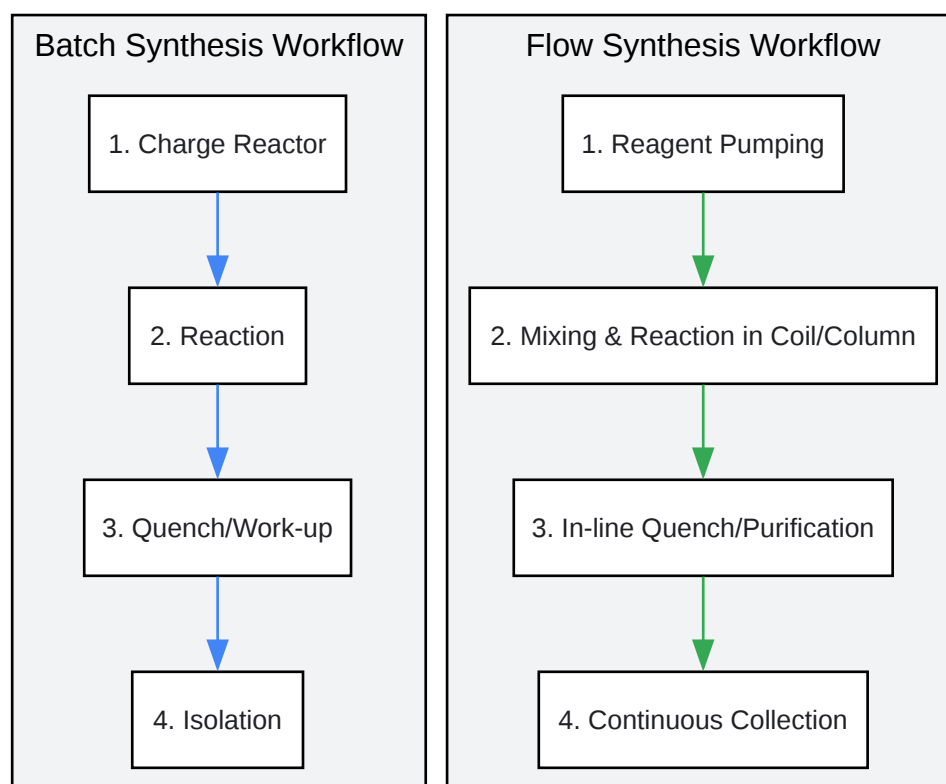 Batch Synthesis Workflow
1. Charge Reactor
2. Reaction
3. Quench/Work-up
4. Isolation
Flow Synthesis Workflow
1. Reagent Pumping
2. Mixing & Reaction in Coil/Column
3. In-line Quench/Purification
4. Continuous Collection